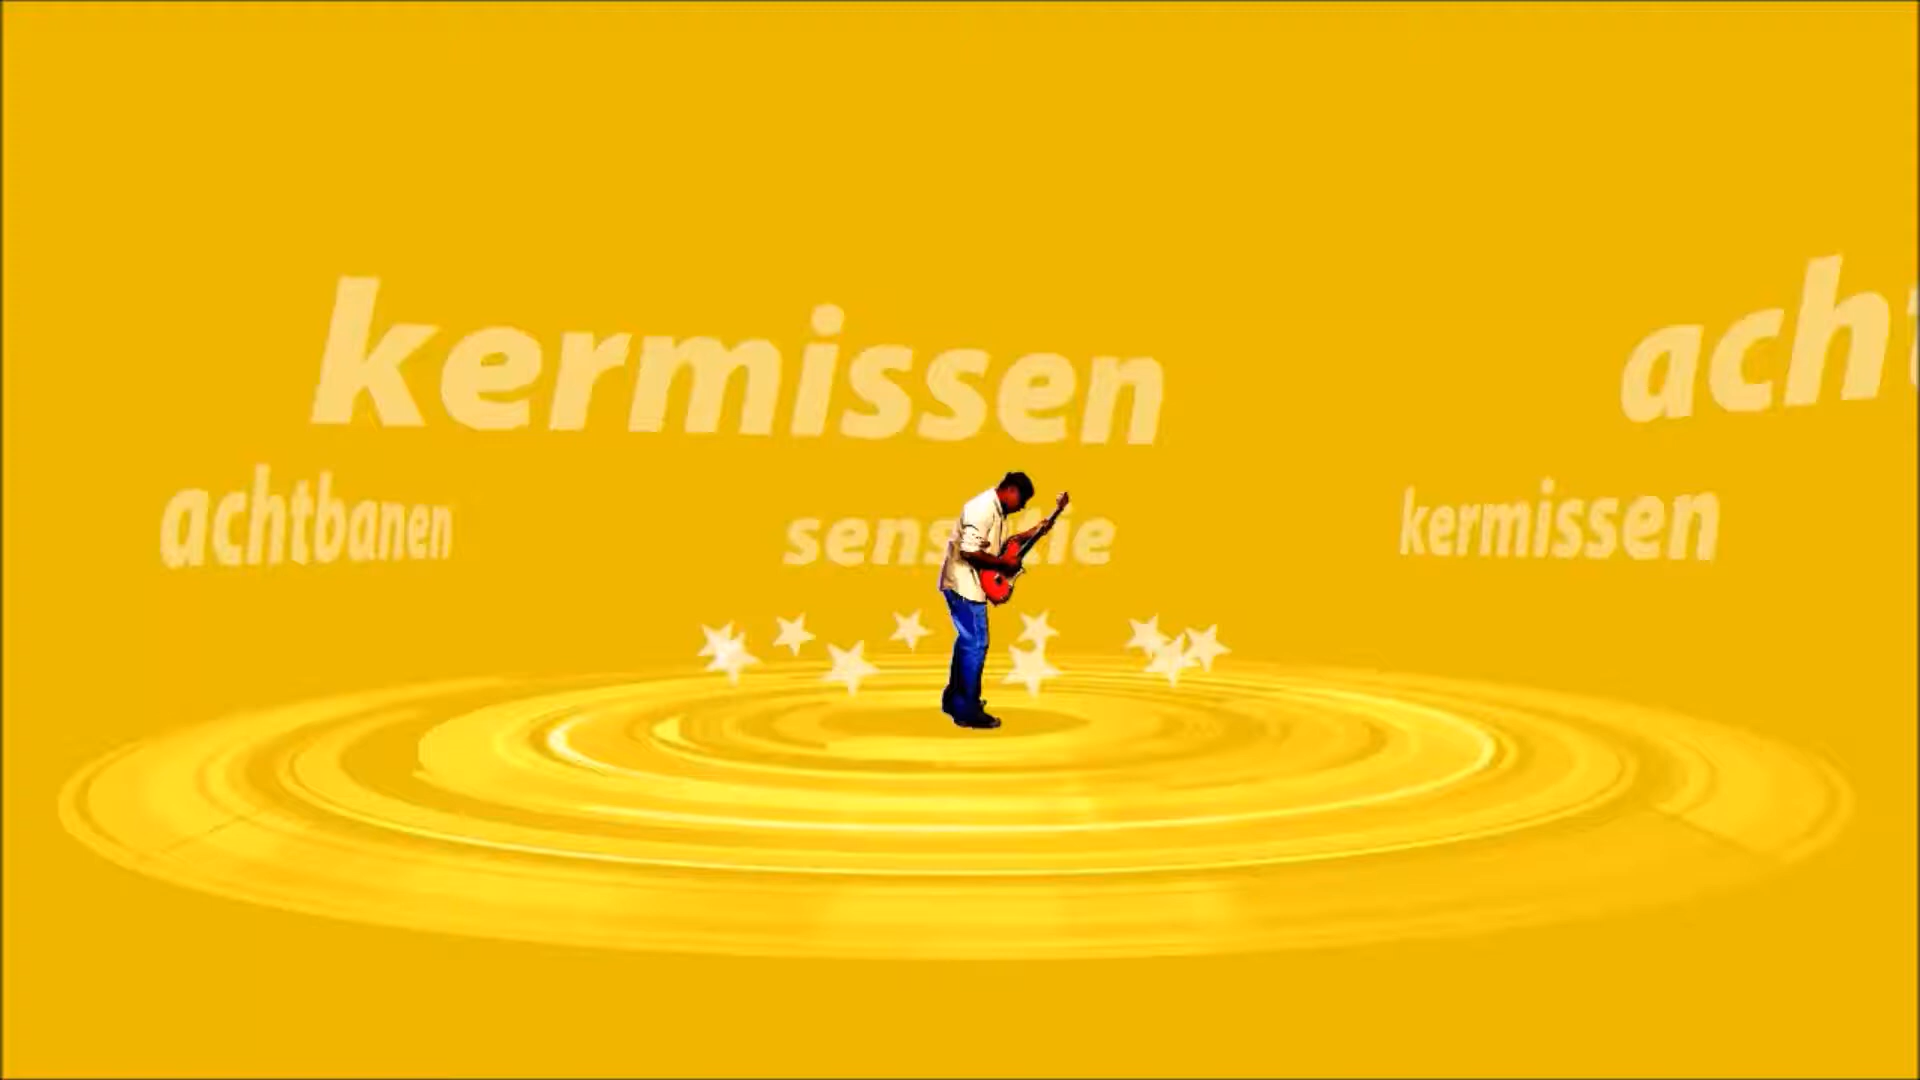 kermissen
acht
achtbanen
kermissen